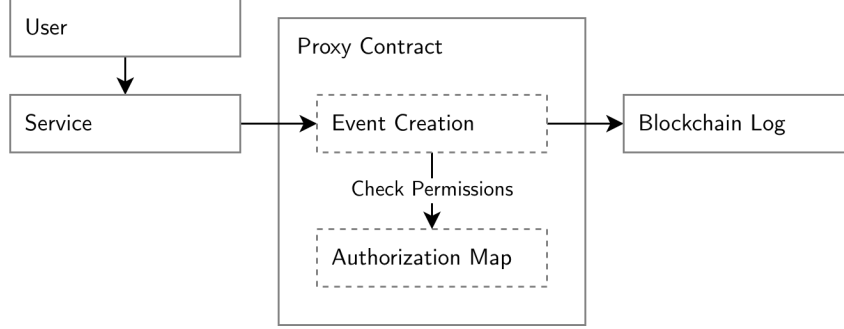 User
Proxy Contract
Service
Event Creation
Blockchain Log
Check Permissions
Authorization Map